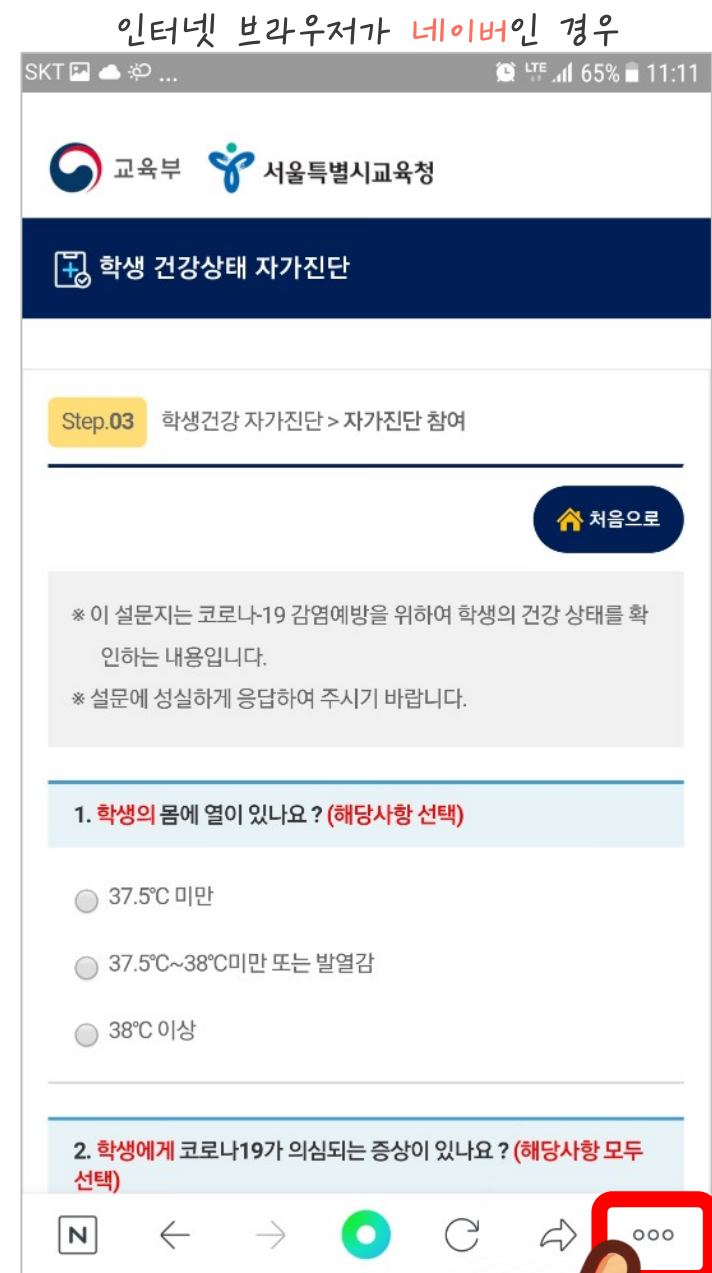 인터넷 브라우저가 네이버인 경우
SKT ... LTE 65% 11:11
교육부 서울특별시교육청
학생 건강상태 자가진단
Step.03 학생건강 자가진단 > 자가진단 참여
처음으로
※ 이 설문지는 코로나-19 감염예방을 위하여 학생의 건강 상태를 확
인하는 내용입니다.
※ 설문에 성실하게 응답하여 주시기 바랍니다.
1. 학생의 몸에 열이 있나요 ? (해당사항 선택)
37.5℃ 미만
37.5℃~38℃미만 또는 발열감
38℃ 이상
2. 학생에게 코로나19가 의심되는 증상이 있나요 ? (해당사항 모두
선택)
N